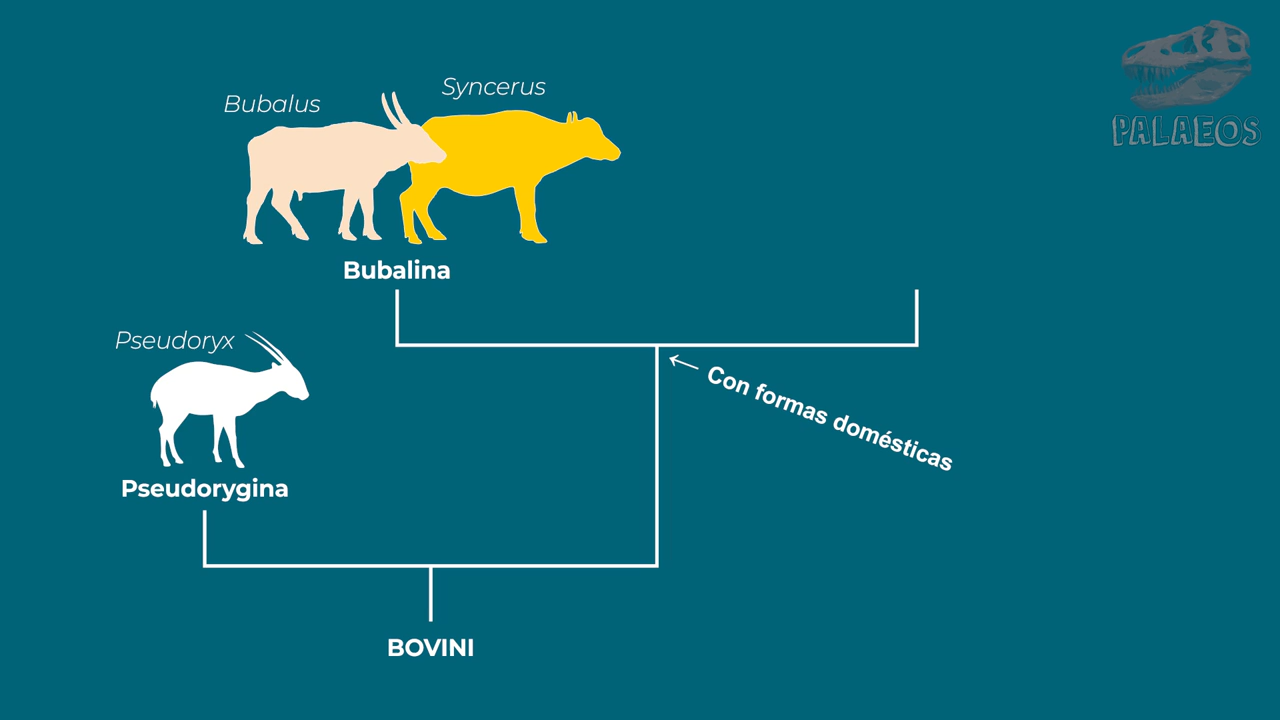 PALAEOS
Syncerus
Bubalus
Bubalina
Pseudoryx
Con formas domésticas
Pseudorygina
BOVINI